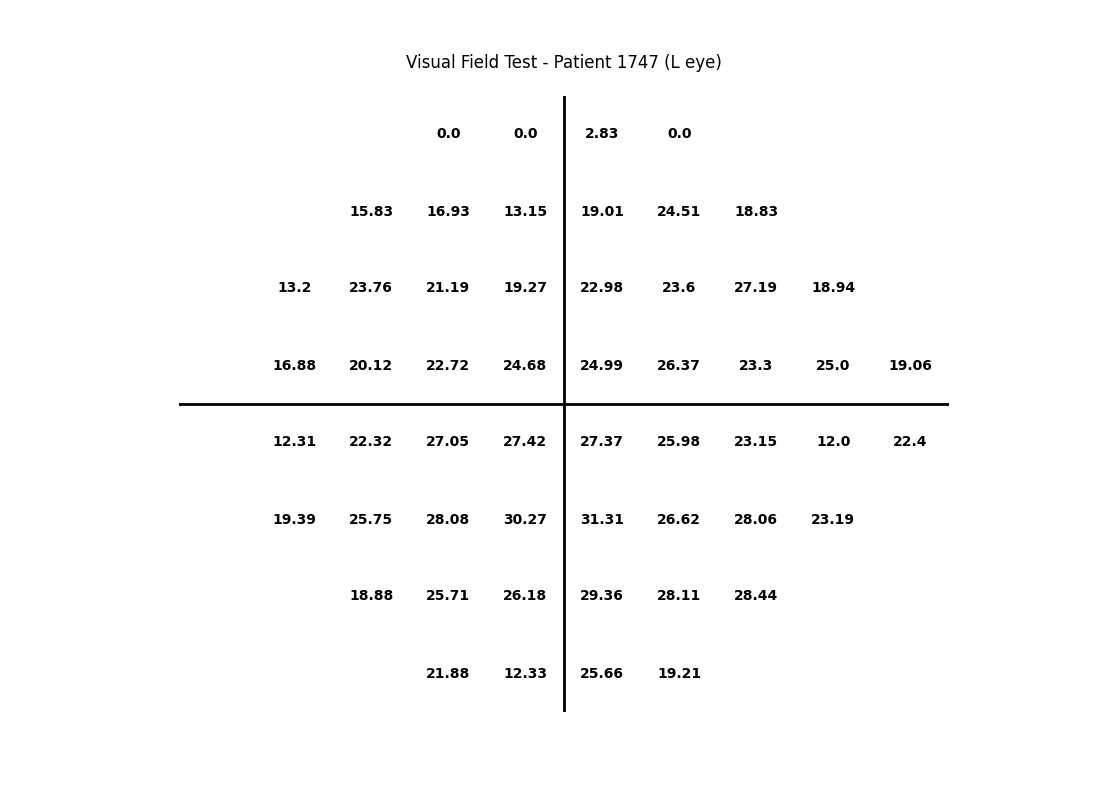 Visual Field Test - Patient 1747 (L eye)
0.0 0.0 2.83 0.0
15.83 16.93 13.15 19.01 24.51 18.83
13.2 23.76 21.19 19.27 22.98 23.6 27.19 18.94
16.88 20.12 22.72 24.68 24.99 26.37 23.3 25.0 19.06
12.31 22.32 27.05 27.42 27.37 25.98 23.15 12.0 22.4
19.39 25.75 28.08 30.27 31.31 26.62 28.06 23.19
18.88 25.71 26.18 29.36 28.11 28.44
21.88 12.33 25.66 19.21